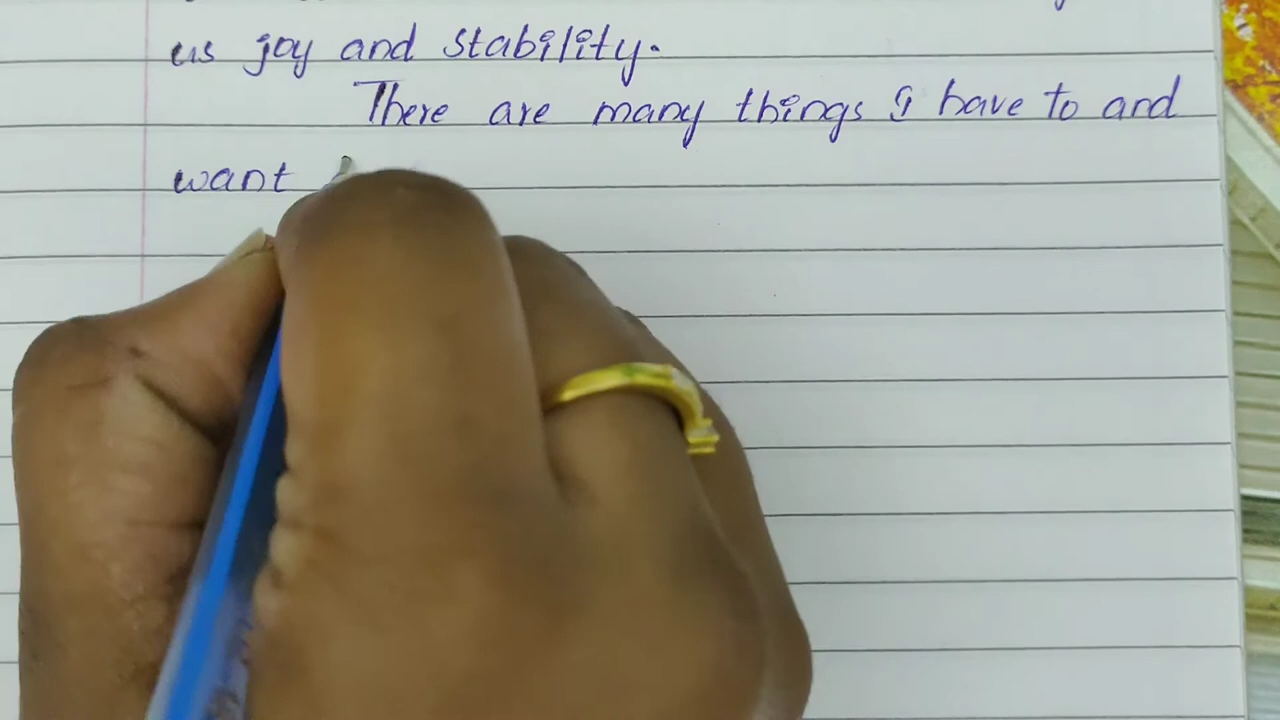 us joy and stability.
There are many things I have to and
want